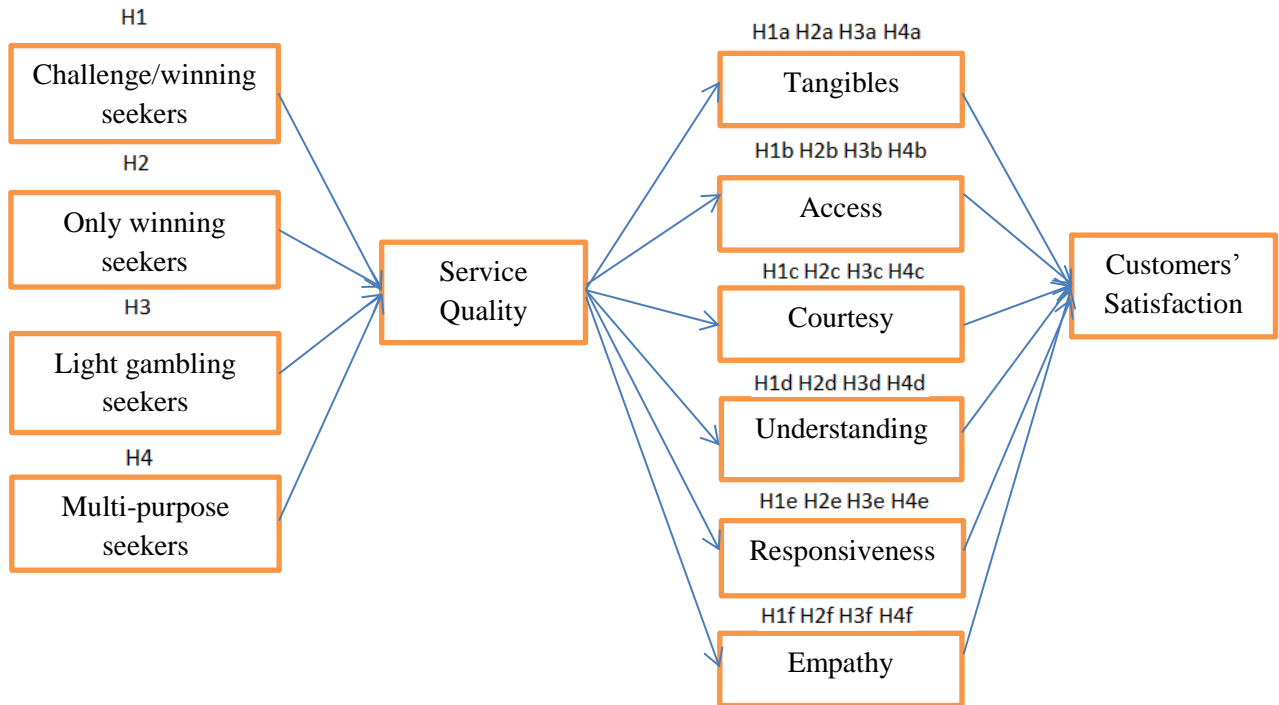 H1
Challenge/winning
seekers
H2
Only winning
seekers
H3
Light gambling
seekers
H4
Multi-purpose
seekers
Service
Quality
H1a H2a H3a H4a
Tangibles
H1b H2b H3b H4b
Access
H1c H2c H3c H4c
Courtesy
H1d H2d H3d H4d
Understanding
H1e H2e H3e H4e
Responsiveness
H1f H2f H3f H4f
Empathy
Customers’
Satisfaction